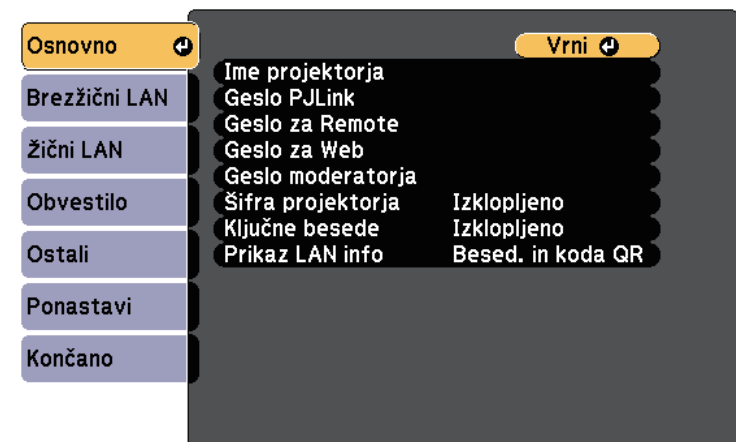 Osnovno
Brezžični LAN
Žični LAN
Obvestilo
Ostali
Ponastavi
Končano
Vrni
Ime projektorja
Geslo PJLink
Geslo za Remote
Geslo za Web
Geslo moderatorja
Šifra projektorja Izklopljeno
Ključne besede Izklopljeno
Prikaz LAN info Besed. in koda QR